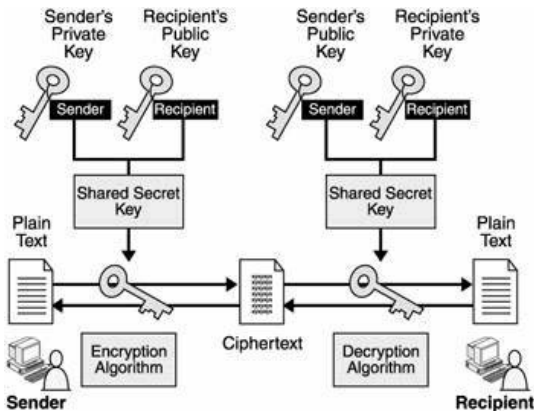 Sender's
Private
Key
Recipient's
Public
Key
Sender's
Public
Key
Recipient's
Private
Key
Sender
Recipient
Sender
Recipient
Shared Secret
Key
Shared Secret
Key
Plain
Text
Plain
Text
Encryption
Algorithm
Ciphertext
Decryption
Algorithm
Sender
Recipient